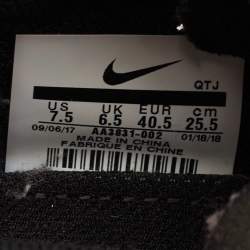 QTJ
US UK EUR cm
7.5 6.5 40.5 25.5
09/06/17 AA3831-002 01/18/18
MADE IN CHINA
FABRIQUE EN CHINE